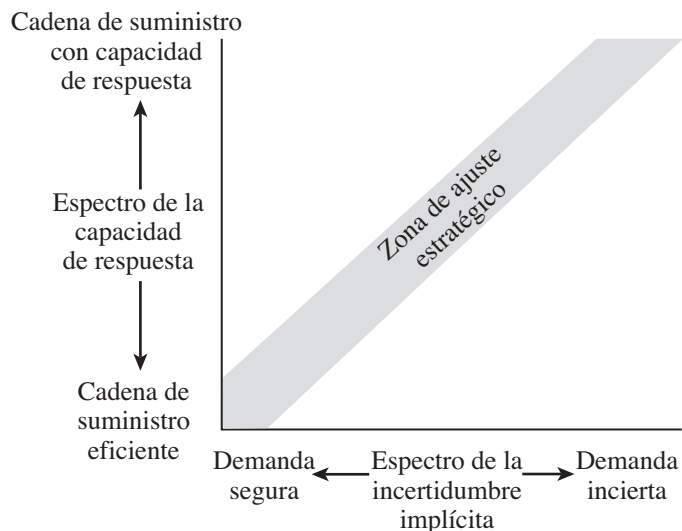 Cadena de suministro
con capacidad
de respuesta
Espectro de la
capacidad
de respuesta
Cadena de
suministro
eficiente
Zona de ajuste
estratégico
Demanda
segura
Espectro de la
incertidumbre
implícita
Demanda
incierta